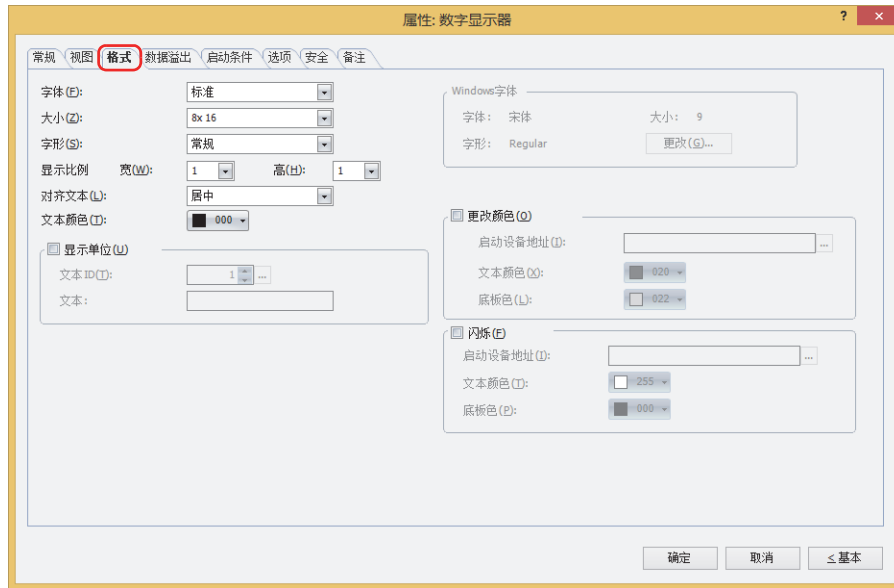 属性: 数字显示器
? ×
常规 视图 格式 数据溢出 启动条件 选项 安全 备注
字体(F): 标准
大小(Z): 8x 16
字形(S): 常规
显示比例 宽(W): 1 高(H): 1
对齐文本(L): 居中
文本颜色(T): 000
显示单位(U)
文本ID(T): 1 ...
文本:
Windows字体
字体: 宋体 大小: 9
字形: Regular 更改(G)...
更改颜色(O)
启动设备地址(I): ...
文本颜色(X): 020
底板色(L): 022
闪烁(F)
启动设备地址(I): ...
文本颜色(T): 255
底板色(P): 000
确定 取消 ≤基本